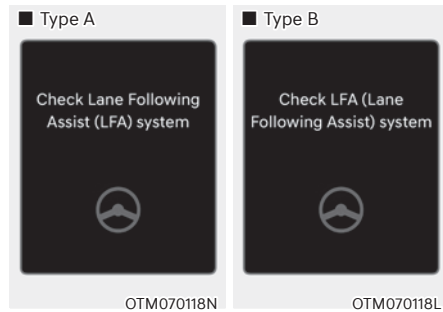 ■ Type A
Check Lane Following
Assist (LFA) system
OTM070118N
■ Type B
Check LFA (Lane
Following Assist) system
OTM070118L